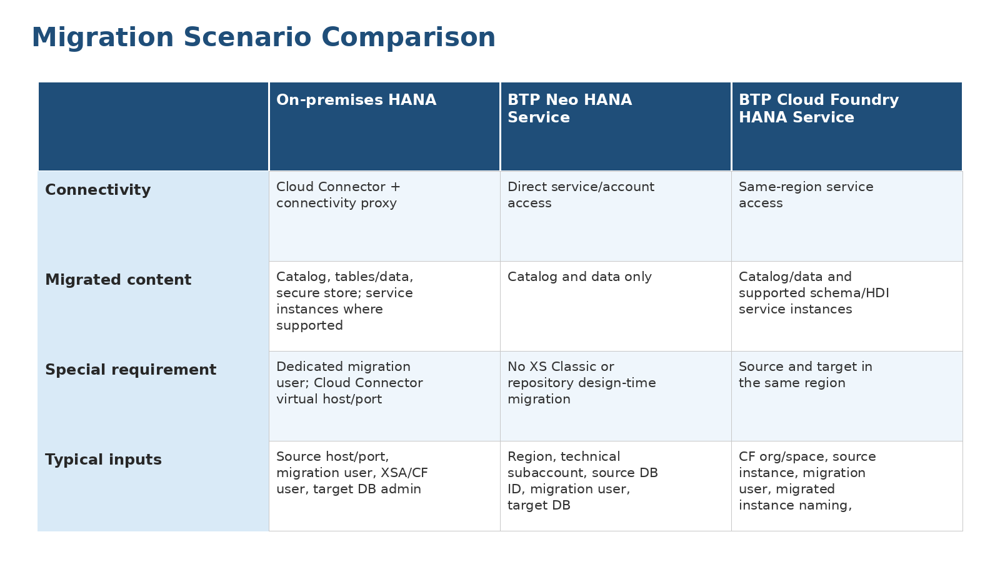 Migration Scenario Comparison
On-premises HANA
BTP Neo HANA
Service
BTP Cloud Foundry
HANA Service
Connectivity
Cloud Connector +
connectivity proxy
Direct service/account
access
Same-region service
access
Migrated content
Catalog, tables/data,
secure store; service
instances where
supported
Catalog and data only
Catalog/data and
supported schema/HDI
service instances
Special requirement
Dedicated migration
user; Cloud Connector
virtual host/port
No XS Classic or
repository design-time
migration
Source and target in
the same region
Typical inputs
Source host/port,
migration user, XSA/CF
user, target DB admin
Region, technical
subaccount, source DB
ID, migration user,
target DB
CF org/space, source
instance, migration
user, migrated
instance naming,